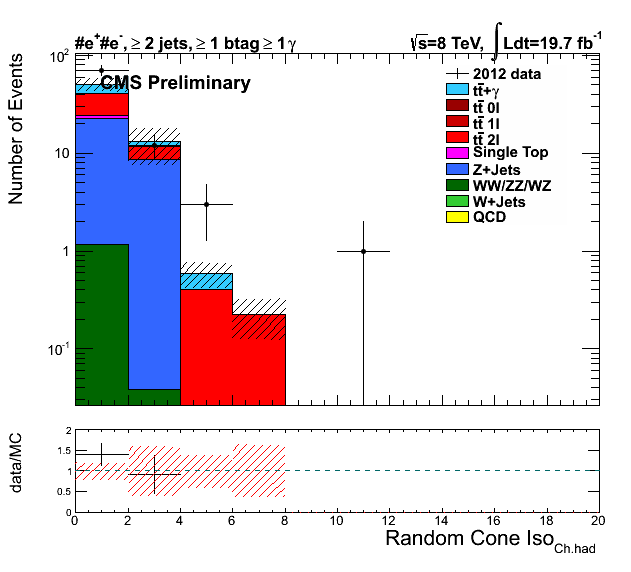 #e⁺#e⁻, ≥ 2 jets, ≥ 1 btag ≥ 1 γ
√s=8 TeV, ∫Ldt=19.7 fb⁻¹
CMS Preliminary
2012 data
tt̄+γ
tt̄ 0l
tt̄ 1l
tt̄ 2l
Single Top
Z+Jets
WW/ZZ/WZ
W+Jets
QCD
Number of Events
10²
10
1
10⁻¹
data/MC
2
1.5
1
0.5
0
0 2 4 6 8 10 12 14 16 18 20
Random Cone Iso_Ch.had